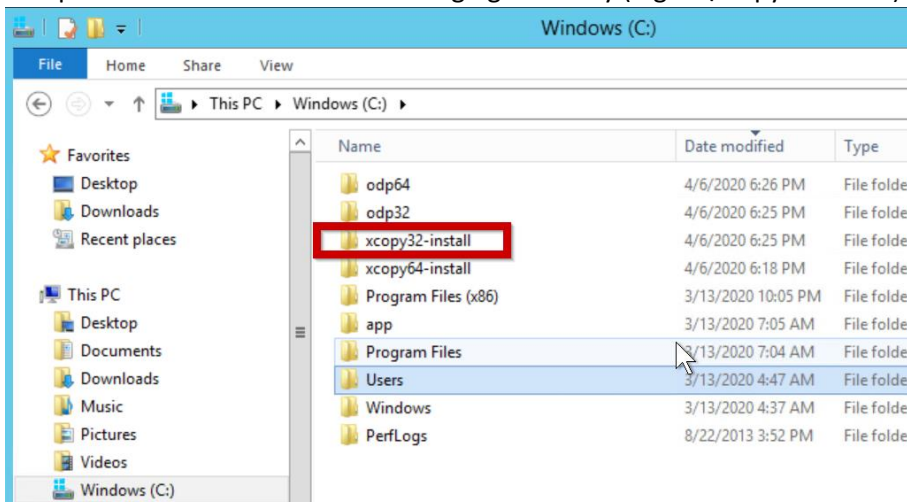 Windows (C:)
File Home Share View
This PC Windows (C:)
Name Date modified Type
Favorites
Desktop
Downloads
Recent places
This PC
Desktop
Documents
Downloads
Music
Pictures
Videos
Windows (C:)
odp64 4/6/2020 6:26 PM File folde
odp32 4/6/2020 6:25 PM File folde
xcopy32-install 4/6/2020 6:25 PM File folde
xcopy64-install 4/6/2020 6:18 PM File folde
Program Files (x86) 3/13/2020 10:05 PM File folde
app 3/13/2020 7:05 AM File folde
Program Files 3/13/2020 7:04 AM File folde
Users 3/13/2020 4:47 AM File folde
Windows 3/13/2020 4:37 AM File folde
PerfLogs 8/22/2013 3:52 PM File folde